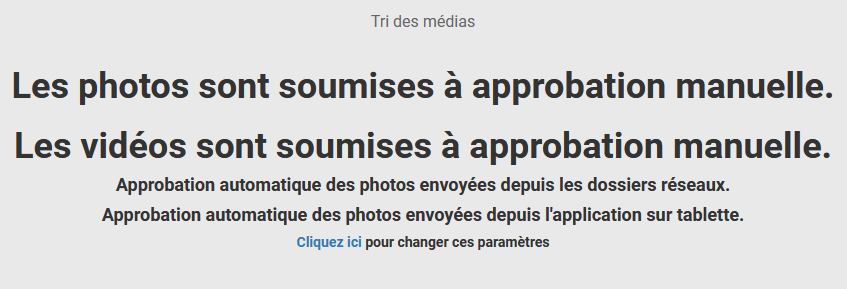 Tri des médias
Les photos sont soumises à approbation manuelle.
Les vidéos sont soumises à approbation manuelle.
Approbation automatique des photos envoyées depuis les dossiers réseaux.
Approbation automatique des photos envoyées depuis l'application sur tablette.
Cliquez ici pour changer ces paramètres